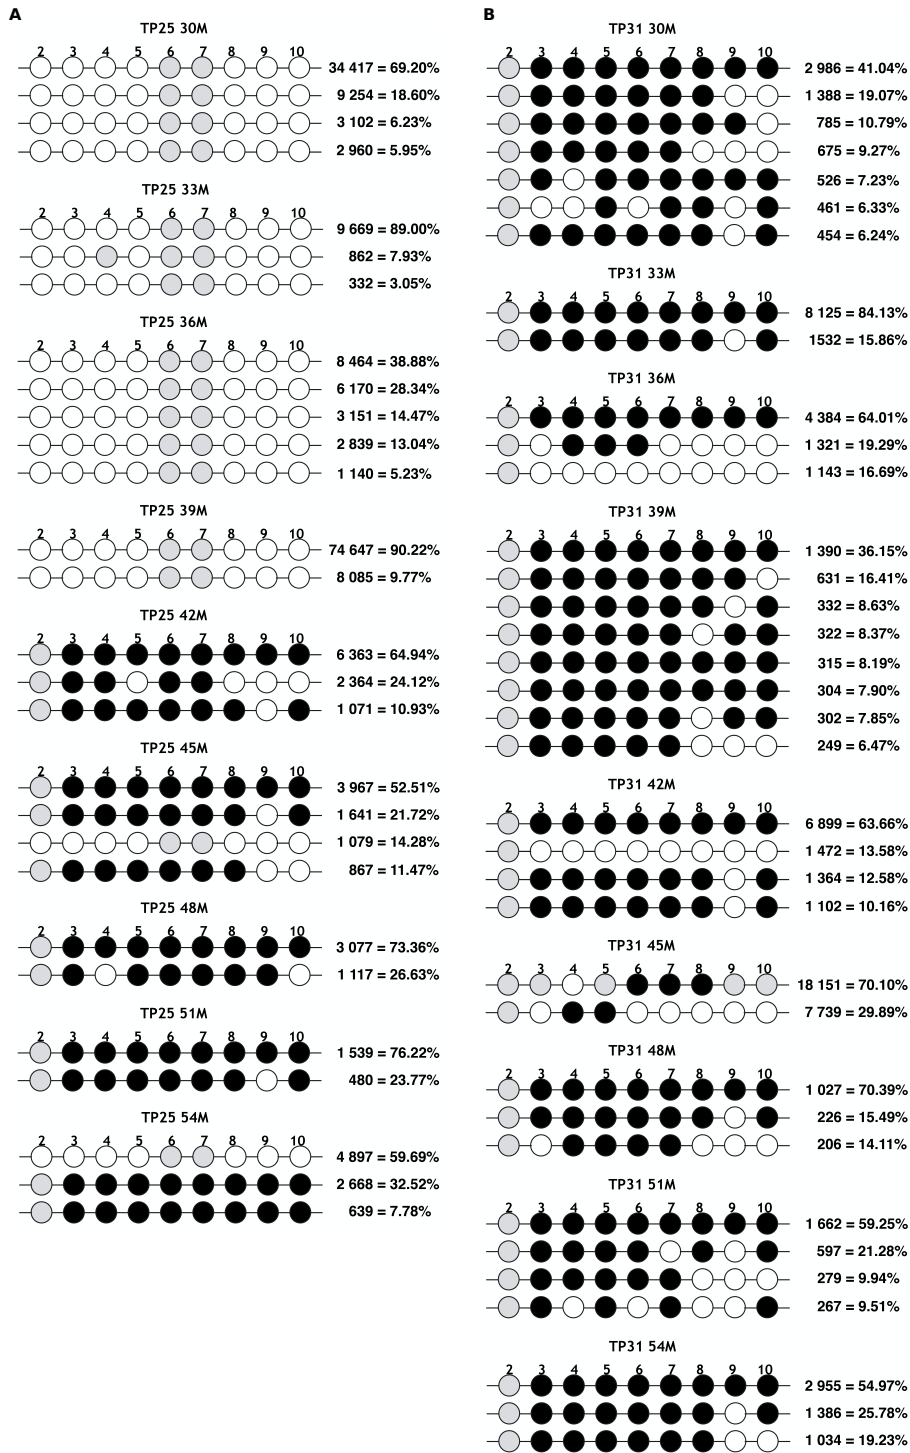 A
TP25 30M
2 3 4 5 6 7 8 9 10
34 417 = 69.20%
9 254 = 18.60%
3 102 = 6.23%
2 960 = 5.95%
TP25 33M
2 3 4 5 6 7 8 9 10
9 669 = 89.00%
862 = 7.93%
332 = 3.05%
TP25 36M
2 3 4 5 6 7 8 9 10
8 464 = 38.88%
6 170 = 28.34%
3 151 = 14.47%
2 839 = 13.04%
1 140 = 5.23%
TP25 39M
2 3 4 5 6 7 8 9 10
74 647 = 90.22%
8 085 = 9.77%
TP25 42M
2 3 4 5 6 7 8 9 10
6 363 = 64.94%
2 364 = 24.12%
1 071 = 10.93%
TP25 45M
2 3 4 5 6 7 8 9 10
3 967 = 52.51%
1 641 = 21.72%
1 079 = 14.28%
867 = 11.47%
TP25 48M
2 3 4 5 6 7 8 9 10
3 077 = 73.36%
1 117 = 26.63%
TP25 51M
2 3 4 5 6 7 8 9 10
1 539 = 76.22%
480 = 23.77%
TP25 54M
2 3 4 5 6 7 8 9 10
4 897 = 59.69%
2 668 = 32.52%
639 = 7.78%
B
TP31 30M
2 3 4 5 6 7 8 9 10
2 986 = 41.04%
1 388 = 19.07%
785 = 10.79%
675 = 9.27%
526 = 7.23%
461 = 6.33%
454 = 6.24%
TP31 33M
2 3 4 5 6 7 8 9 10
8 125 = 84.13%
1532 = 15.86%
TP31 36M
2 3 4 5 6 7 8 9 10
4 384 = 64.01%
1 321 = 19.29%
1 143 = 16.69%
TP31 39M
2 3 4 5 6 7 8 9 10
1 390 = 36.15%
631 = 16.41%
332 = 8.63%
322 = 8.37%
315 = 8.19%
304 = 7.90%
302 = 7.85%
249 = 6.47%
TP31 42M
2 3 4 5 6 7 8 9 10
6 899 = 63.66%
1 472 = 13.58%
1 364 = 12.58%
1 102 = 10.16%
TP31 45M
2 3 4 5 6 7 8 9 10
18 151 = 70.10%
7 739 = 29.89%
TP31 48M
2 3 4 5 6 7 8 9 10
1 027 = 70.39%
226 = 15.49%
206 = 14.11%
TP31 51M
2 3 4 5 6 7 8 9 10
1 662 = 59.25%
597 = 21.28%
279 = 9.94%
267 = 9.51%
TP31 54M
2 3 4 5 6 7 8 9 10
2 955 = 54.97%
1 386 = 25.78%
1 034 = 19.23%